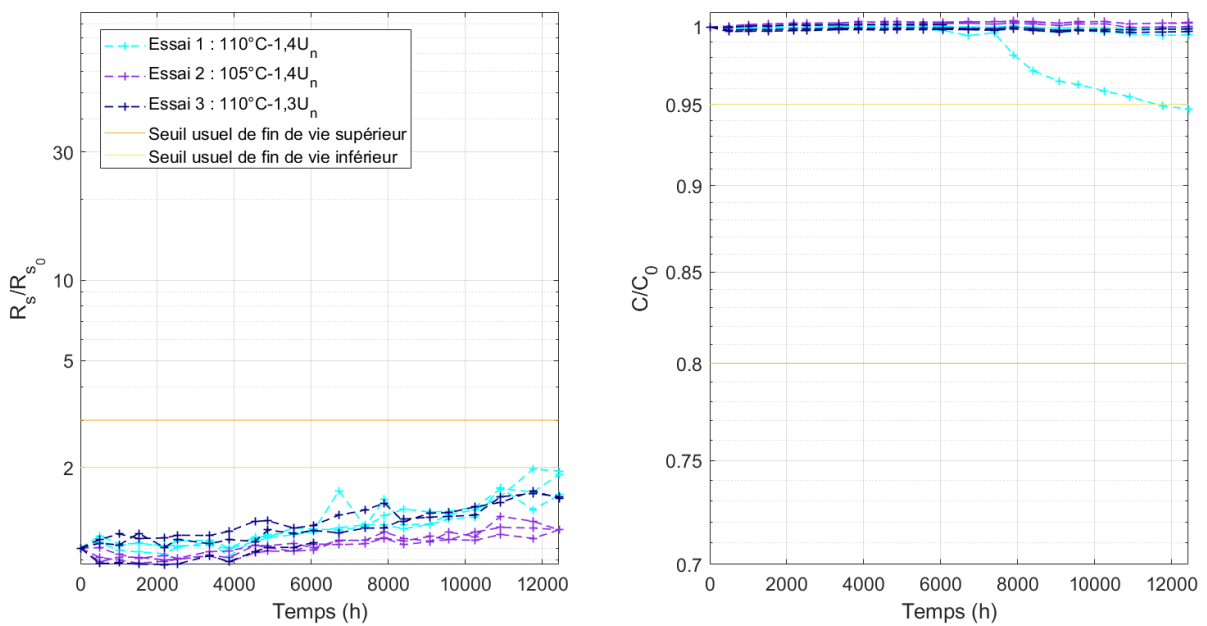 Essai 1 : 110°C-1,4Un
Essai 2 : 105°C-1,4Un
Essai 3 : 110°C-1,3Un
Seuil usuel de fin de vie supérieur
Seuil usuel de fin de vie inférieur
30
10
5
2
Rs/Rs0
0 2000 4000 6000 8000 10000 12000
Temps (h)
1
0.95
0.9
0.85
0.8
0.75
0.7
C/C0
0 2000 4000 6000 8000 10000 12000
Temps (h)